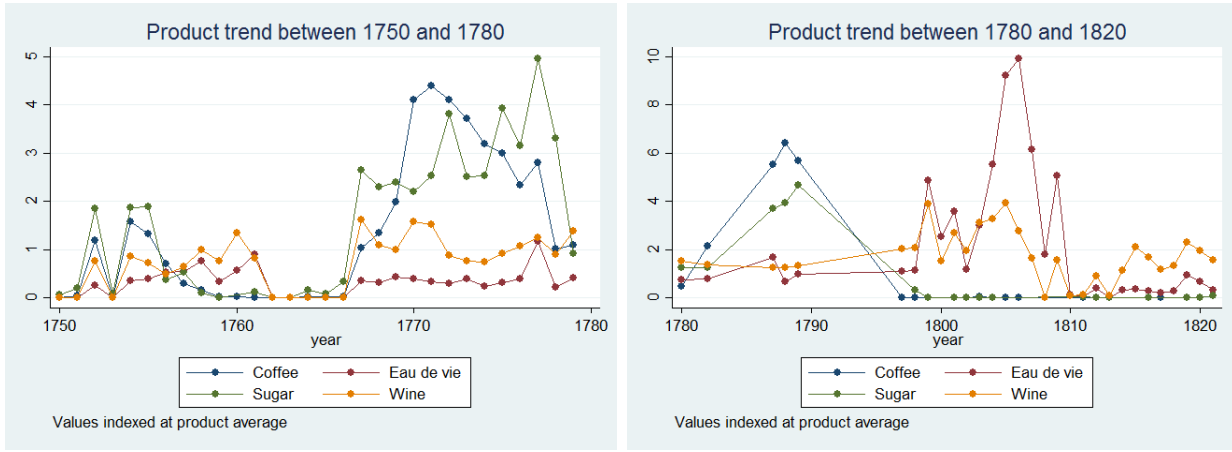 Product trend between 1750 and 1780
5
4
3
2
1
0
1750 1760 1770 1780
year
Coffee Eau de vie
Sugar Wine
Values indexed at product average
Product trend between 1780 and 1820
10
8
6
4
2
0
1780 1790 1800 1810 1820
year
Coffee Eau de vie
Sugar Wine
Values indexed at product average